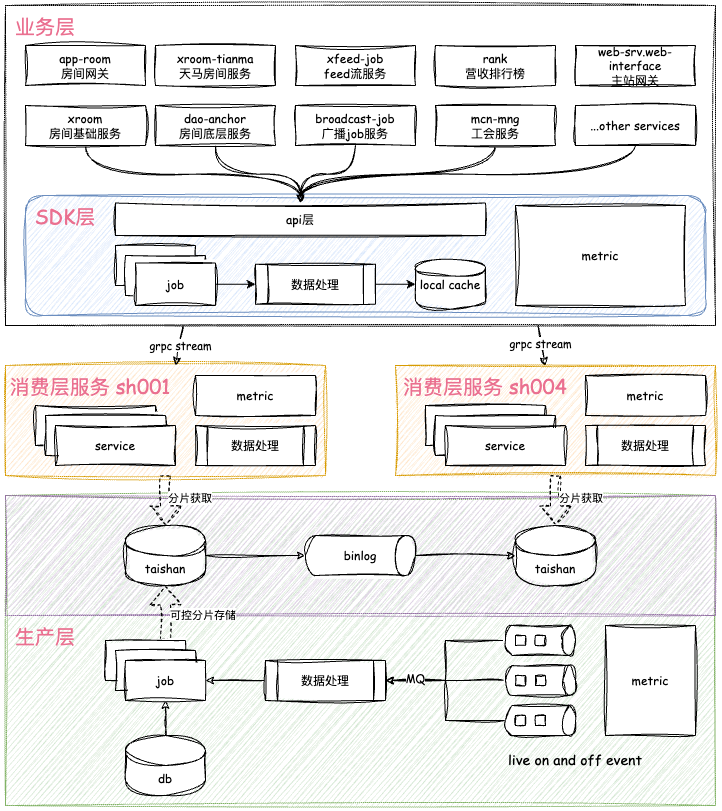 业务层
app-room
房间网关
xroom-tianma
天马房间服务
xfeed-job
feed流服务
rank
营收排行榜
web-srv.web-
interface
主站网关
xroom
房间基础服务
dao-anchor
房间底层服务
broadcast-job
广播job服务
mcn-mng
工会服务
...other services
SDK层
api层
metric
job
数据处理
local cache
grpc stream
grpc stream
消费层服务 sh001
metric
service
数据处理
消费层服务 sh004
metric
service
数据处理
分片获取
分片获取
taishan
binlog
taishan
可控分片存储
生产层
job
数据处理
MQ
metric
db
live on and off event